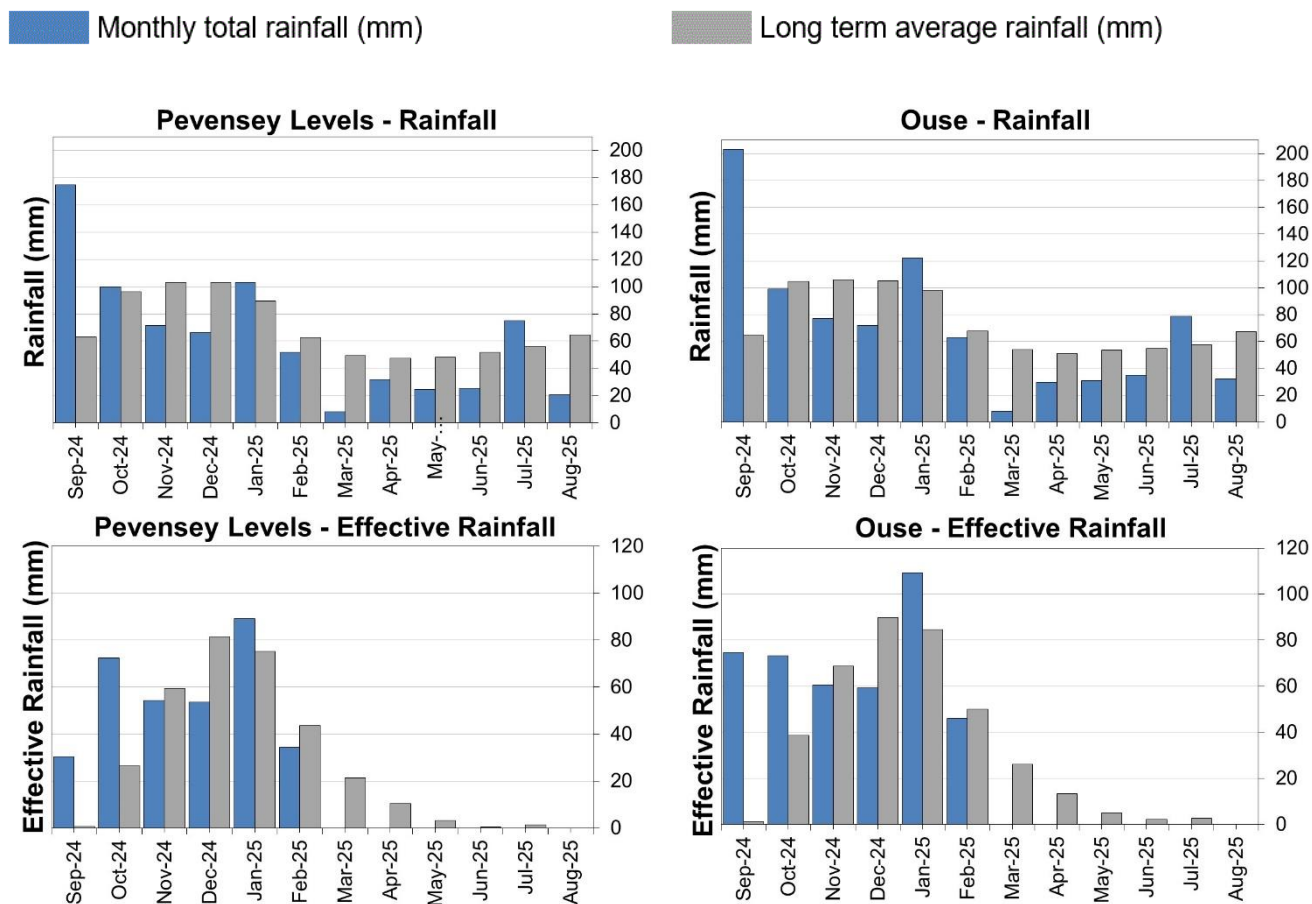 Monthly total rainfall (mm)
Long term average rainfall (mm)
Pevensey Levels - Rainfall
Rainfall (mm)
200
180
160
140
120
100
80
60
40
20
0
Sep-24
Oct-24
Nov-24
Dec-24
Jan-25
Feb-25
Mar-25
Apr-25
May-...
Jun-25
Jul-25
Aug-25
Ouse - Rainfall
Rainfall (mm)
200
180
160
140
120
100
80
60
40
20
0
Sep-24
Oct-24
Nov-24
Dec-24
Jan-25
Feb-25
Mar-25
Apr-25
May-25
Jun-25
Jul-25
Aug-25
Pevensey Levels - Effective Rainfall
Effective Rainfall (mm)
120
100
80
60
40
20
0
Sep-24
Oct-24
Nov-24
Dec-24
Jan-25
Feb-25
Mar-25
Apr-25
May-25
Jun-25
Jul-25
Aug-25
Ouse - Effective Rainfall
Effective Rainfall (mm)
120
100
80
60
40
20
0
Sep-24
Oct-24
Nov-24
Dec-24
Jan-25
Feb-25
Mar-25
Apr-25
May-25
Jun-25
Jul-25
Aug-25